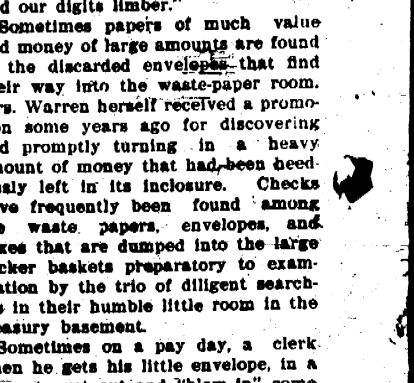 d our digits limber."
Sometimes papers of much value
d money of large amounts are found
the discarded envelopes that find
eir way into the waste-paper room.
rs. Warren herself received a promo-
n some years ago for discovering
d promptly turning in a heavy
mount of money that had been heed-
sly left in its inclosure. Checks
ve frequently been found among
e waste papers, envelopes, and
xes that are dumped into the large
cker baskets preparatory to exam-
ation by the trio of diligent search-
s in their humble little room in the
easury basement.
Sometimes on a pay day, a clerk
en he gets his little envelope, in a
"blow in" some